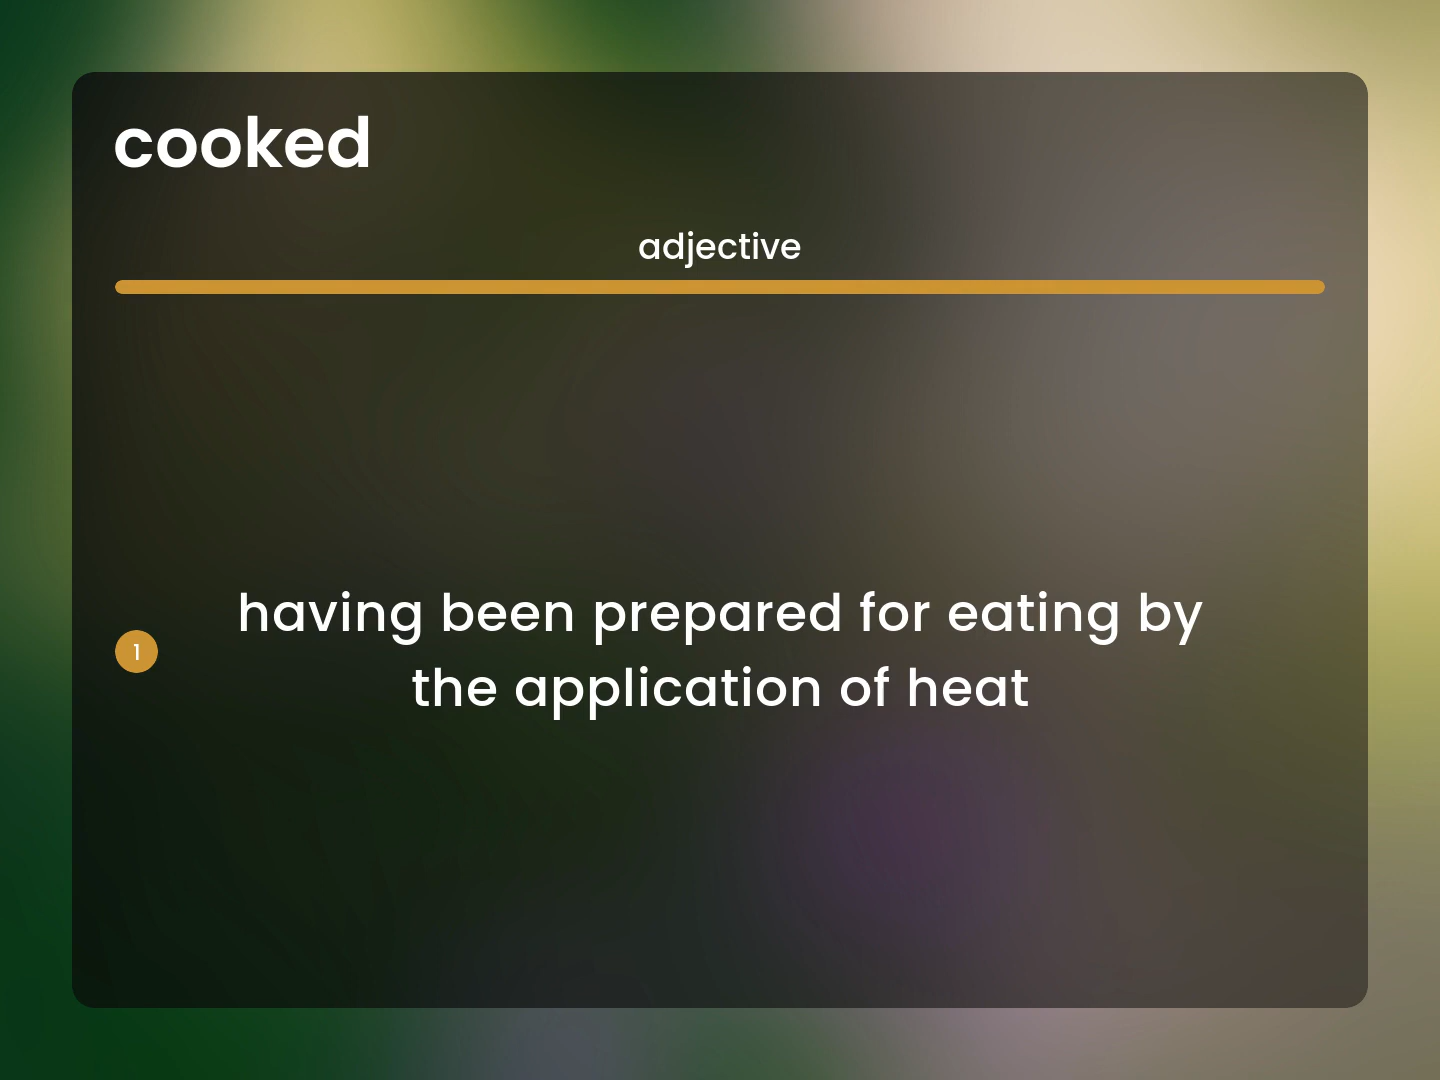 cooked
adjective
having been prepared for eating by
1
the application of heat